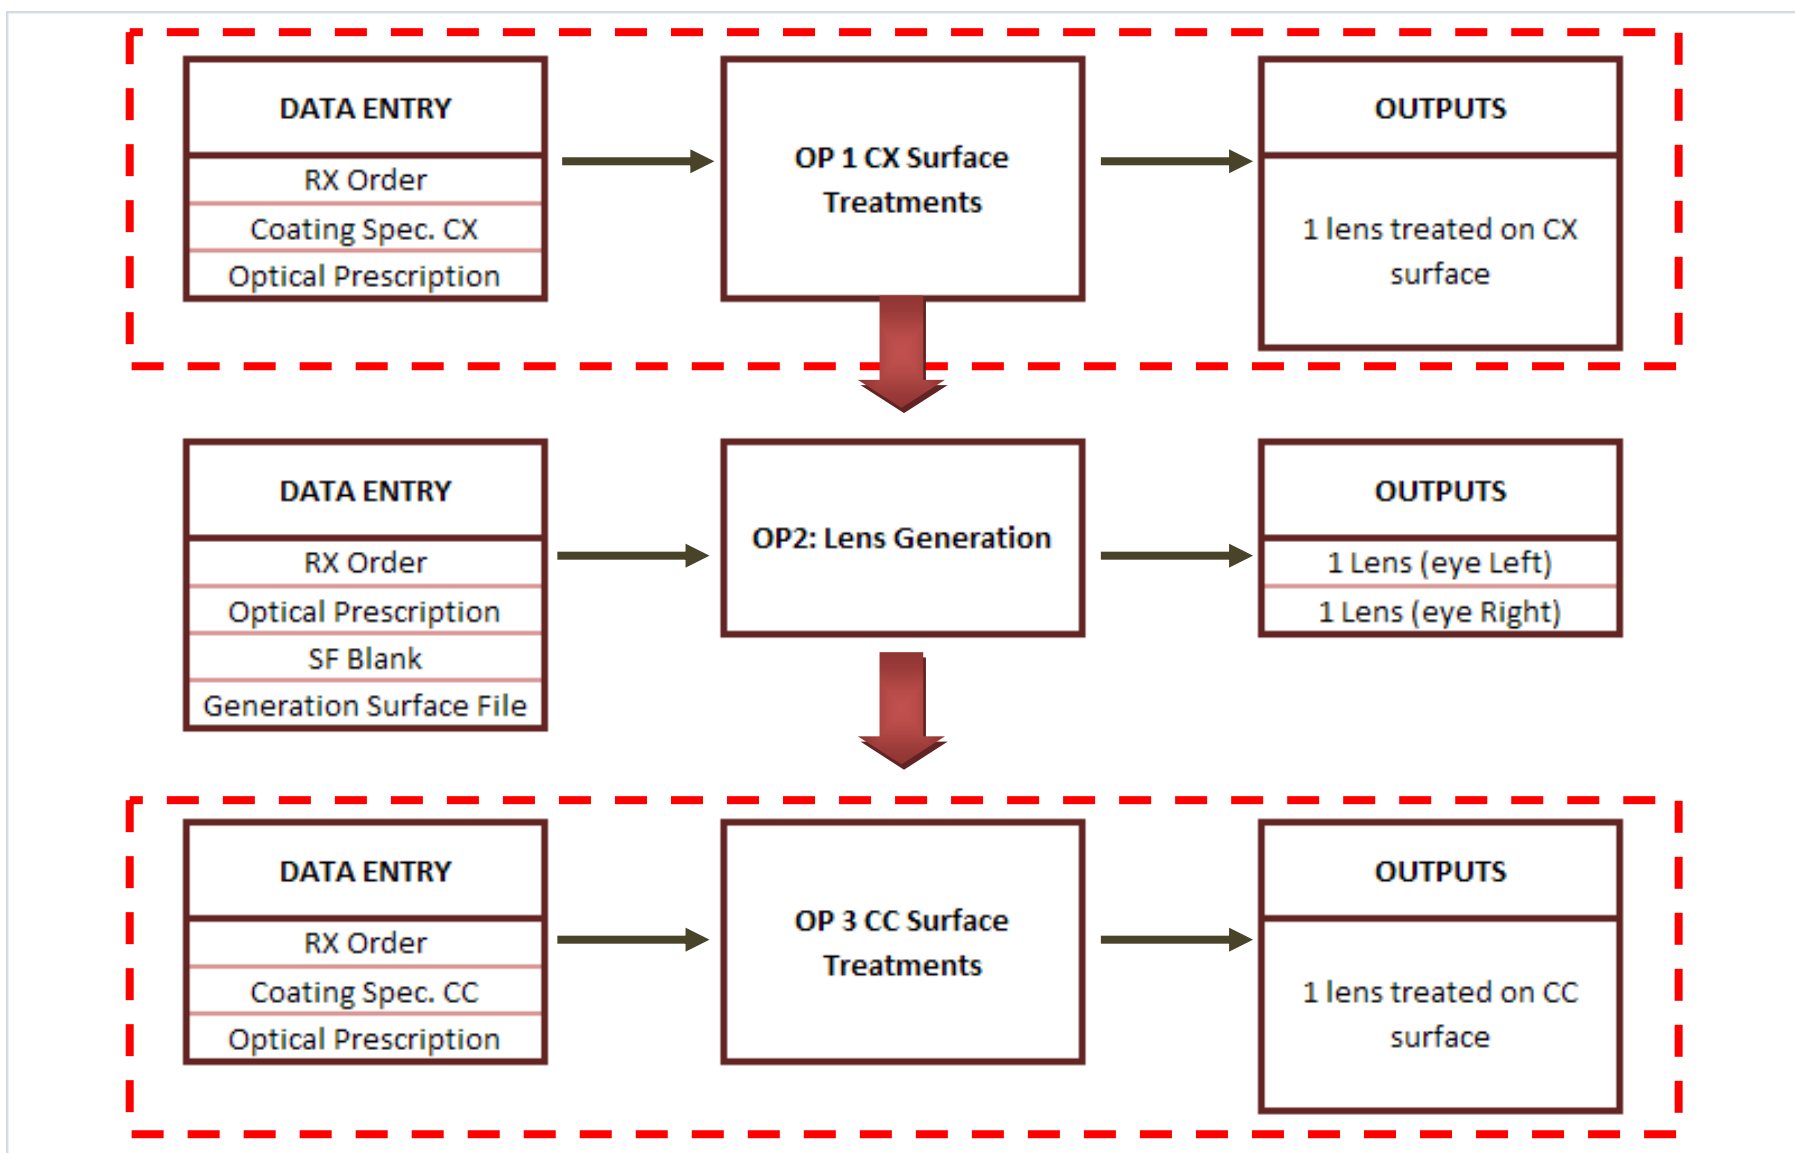 DATA ENTRY
RX Order
Coating Spec. CX
Optical Prescription
OP 1 CX Surface
Treatments
OUTPUTS
1 lens treated on CX
surface
DATA ENTRY
RX Order
Optical Prescription
SF Blank
Generation Surface File
OP2: Lens Generation
OUTPUTS
1 Lens (eye Left)
1 Lens (eye Right)
DATA ENTRY
RX Order
Coating Spec. CC
Optical Prescription
OP 3 CC Surface
Treatments
OUTPUTS
1 lens treated on CC
surface